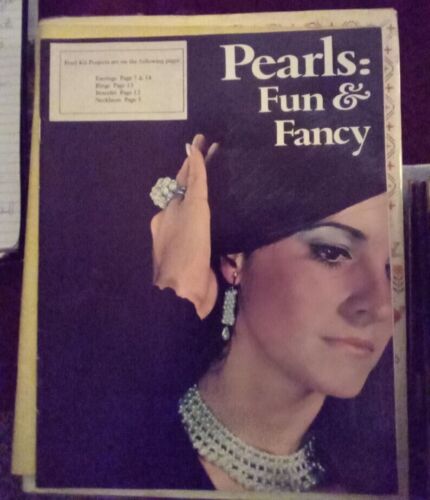 Pearl Kit Projects are on the following pages
Earrings Page 7 & 14
Rings Page 13
Bracelet Page 12
Necklaces Page 5
Pearls:
Fun &
Fancy